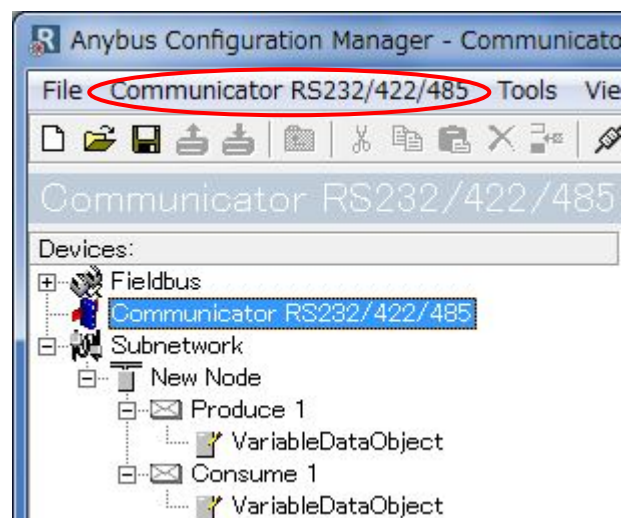 Anybus Configuration Manager - Communicato
File Communicator RS232/422/485 Tools Vie
Communicator RS232/422/485
Devices:
Fieldbus
Communicator RS232/422/485
Subnetwork
New Node
Produce 1
VariableDataObject
Consume 1
VariableDataObject